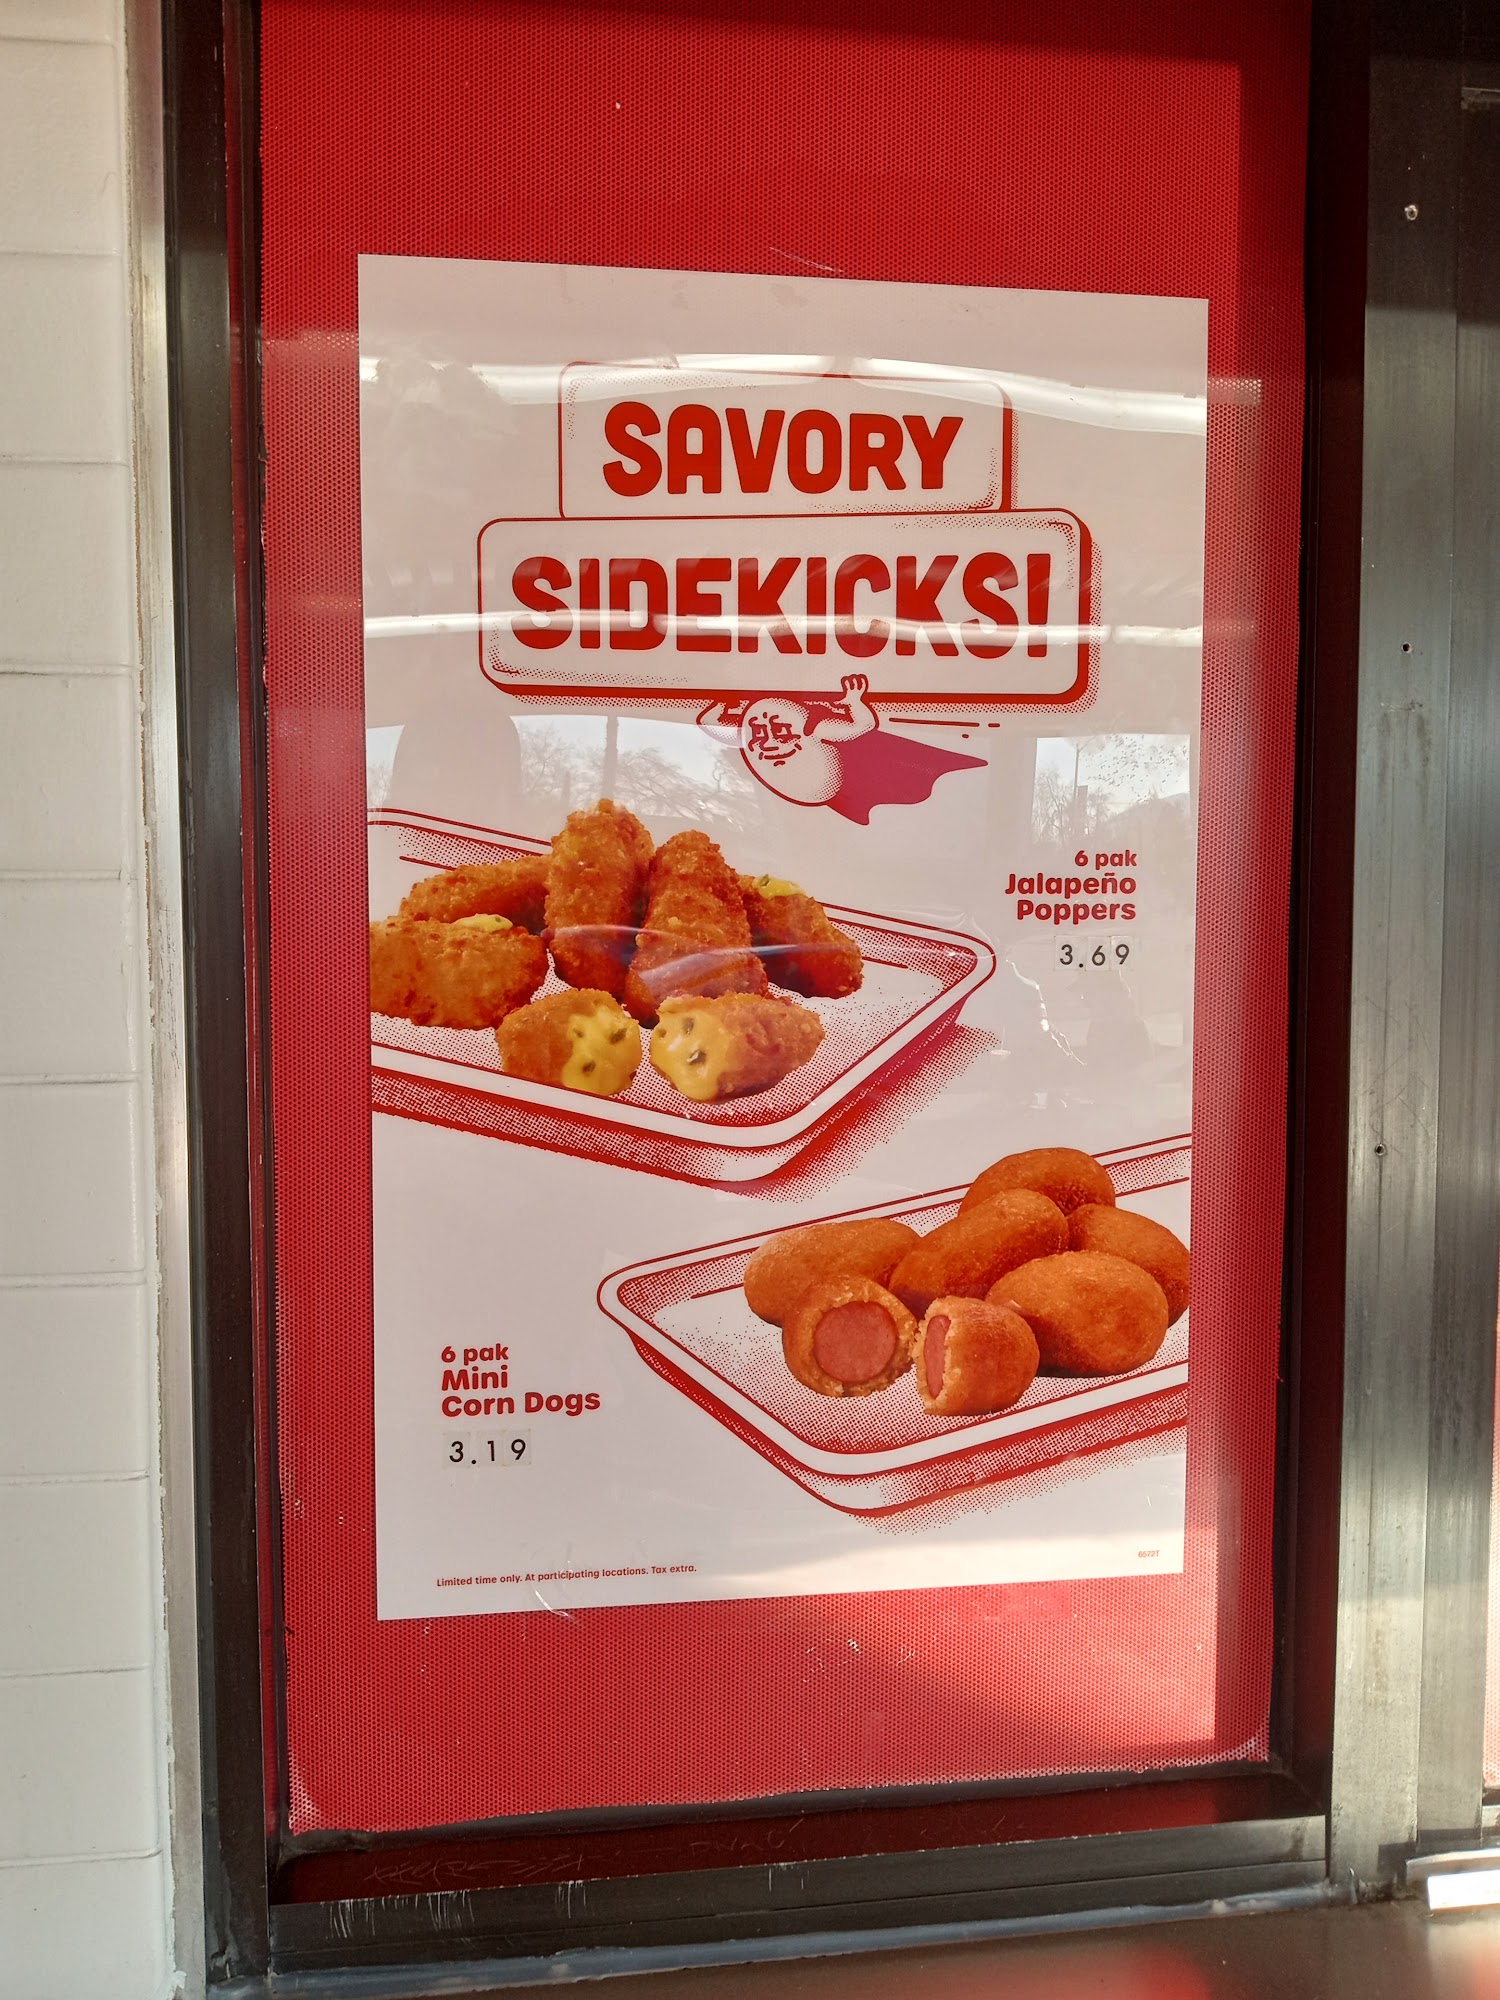 SAVORY
SIDEKICKS!
6 pak
Jalapeño
Poppers
3.69
6 pak
Mini
Corn Dogs
3.19
Limited time only. At participating locations. Tax extra.
6572T